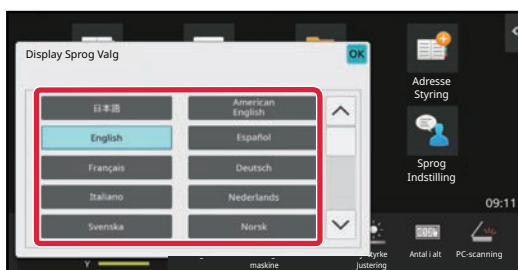 Display Sprog Valg
OK
日本語
American
English
English
Español
Français
Deutsch
Italiano
Nederlands
Svenska
Norsk
Adresse
Styring
Sprog
Indstilling
09:11
Y
maskine
Justering
Antal i alt
PC-scanning